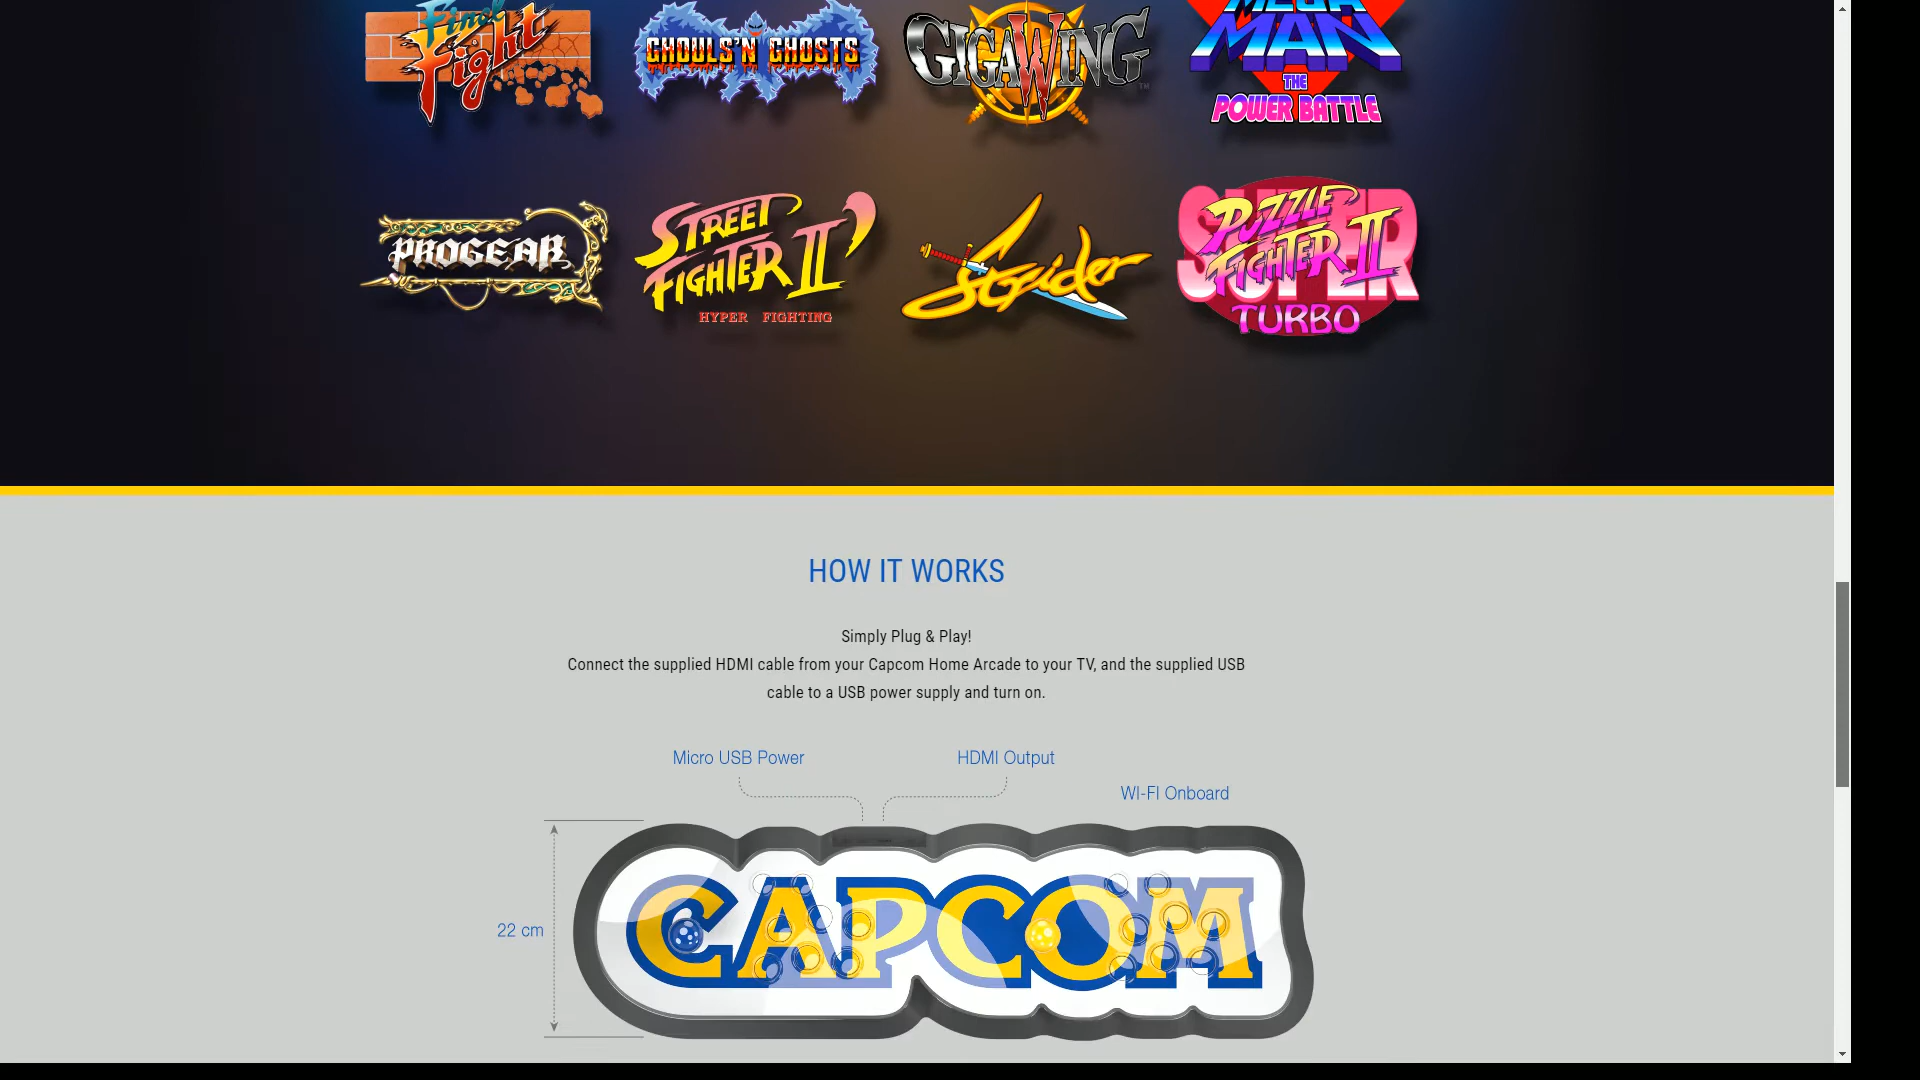 Final Fight
GHOULS'N GHOSTS
GIGAWING™
MEGA MAN
THE
POWER BATTLE
PROGEAR
STREET
FIGHTER II'
HYPER FIGHTING
Strider
SUPER
PUZZLE
FIGHTER II
TURBO
HOW IT WORKS
Simply Plug & Play!
Connect the supplied HDMI cable from your Capcom Home Arcade to your TV, and the supplied USB
cable to a USB power supply and turn on.
Micro USB Power
HDMI Output
WI-FI Onboard
22 cm
CAPCOM